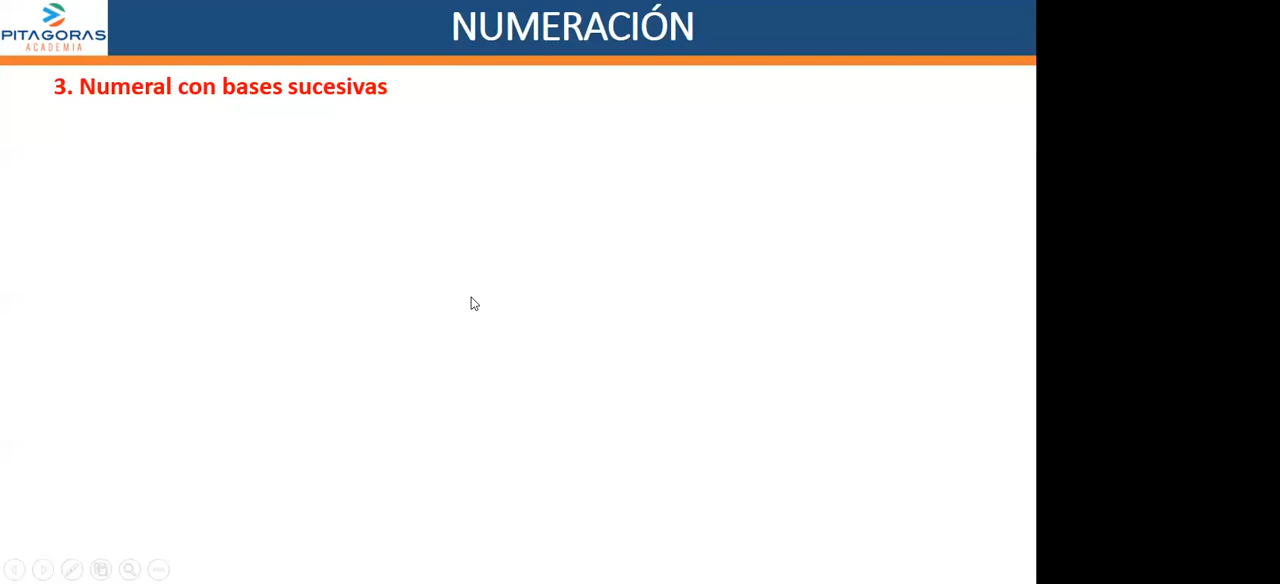 PITAGORAS
ACADEMIA
NUMERACIÓN
3. Numeral con bases sucesivas